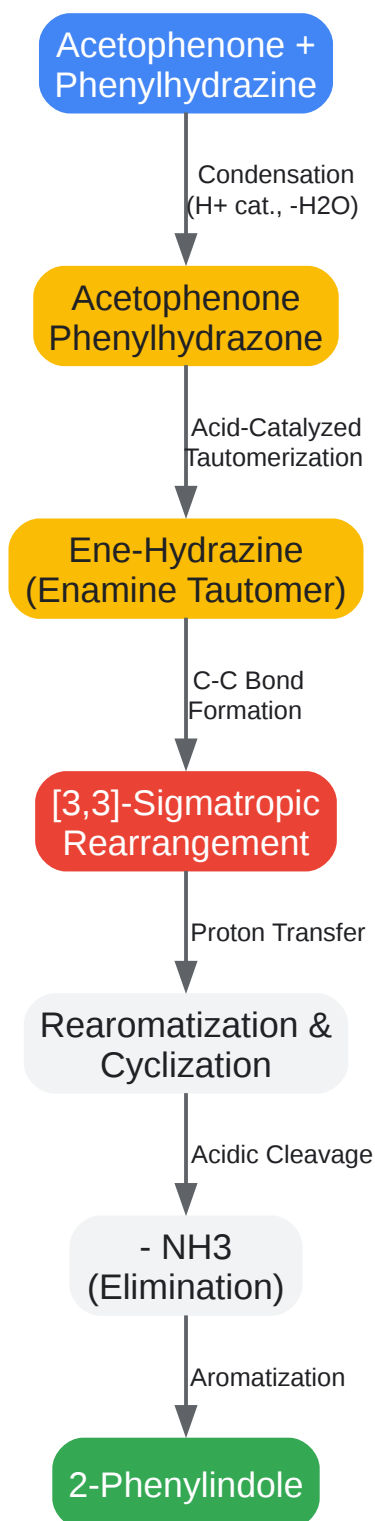 Acetophenone +
Phenylhydrazine
Condensation
(H+ cat., -H2O)
Acetophenone
Phenylhydrazone
Acid-Catalyzed
Tautomerization
Ene-Hydrazine
(Enamine Tautomer)
C-C Bond
Formation
[3,3]-Sigmatropic
Rearrangement
Proton Transfer
Rearomatization &
Cyclization
Acidic Cleavage
- NH3
(Elimination)
Aromatization
2-Phenylindole